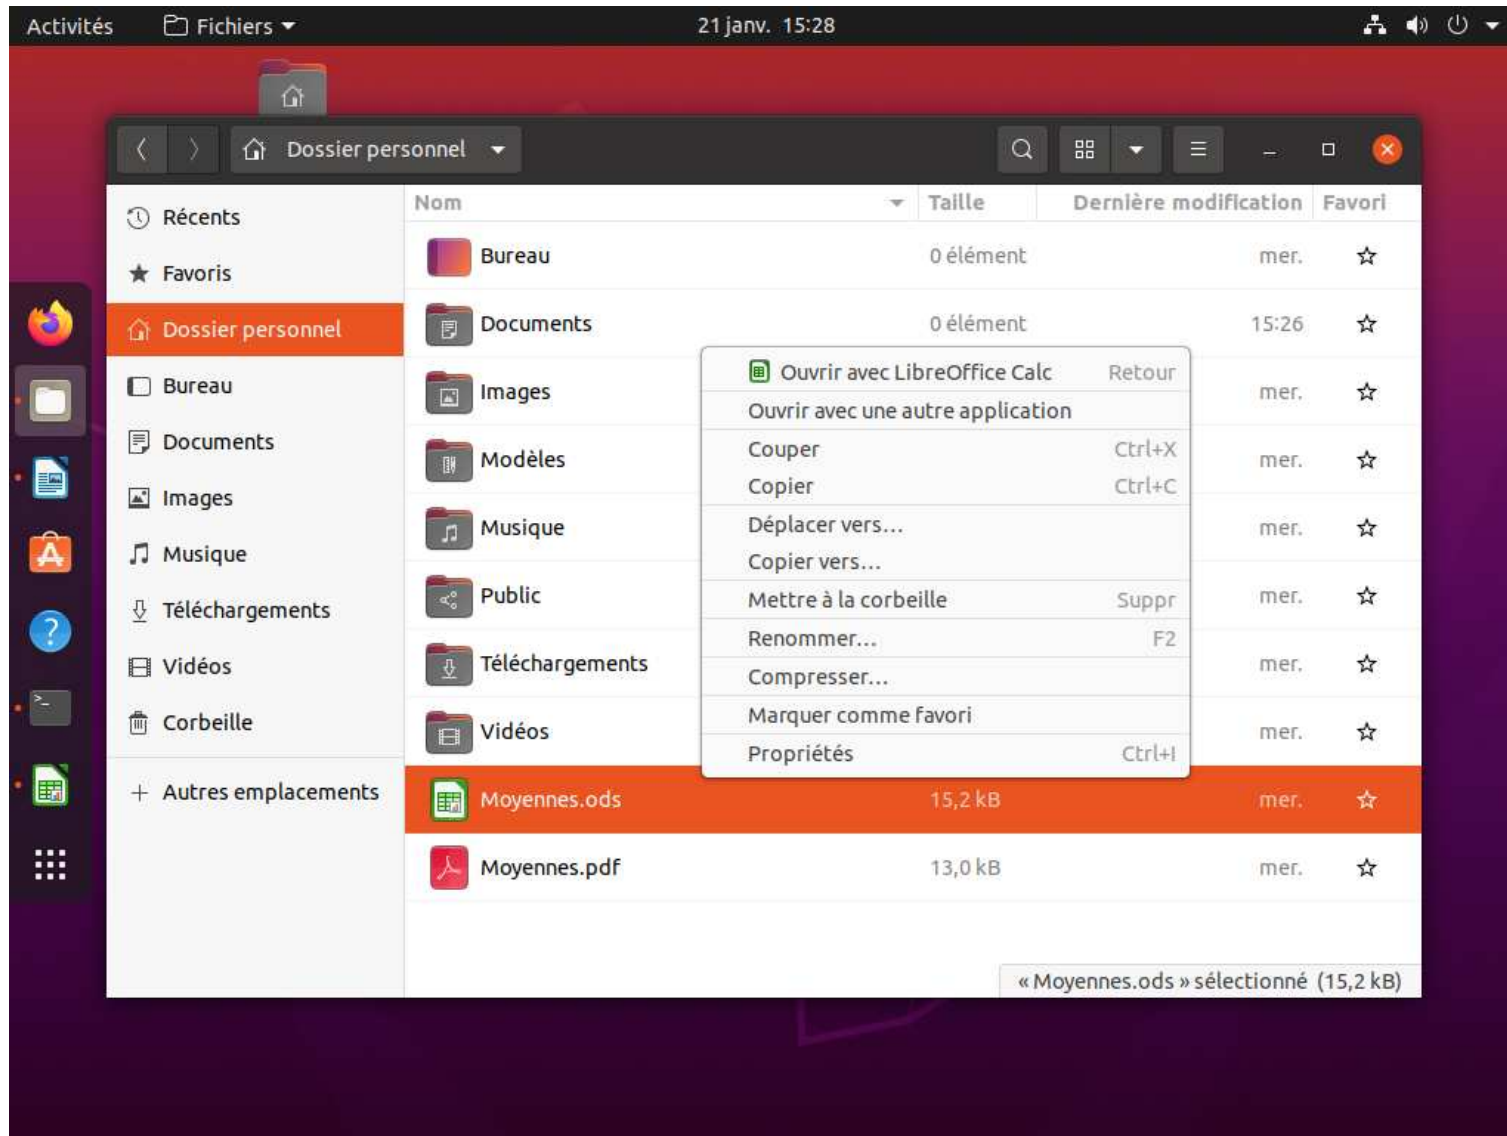 Activités Fichiers 21 janv. 15:28
Dossier personnel
Nom Taille Dernière modification Favori
Récents
Favoris
Dossier personnel
Bureau
Documents
Images
Musique
Téléchargements
Vidéos
Corbeille
+ Autres emplacements
Bureau 0 élément mer.
Documents 0 élément 15:26
Images mer.
Modèles mer.
Musique mer.
Public mer.
Téléchargements mer.
Vidéos mer.
Moyennes.ods 15,2 kB mer.
Moyennes.pdf 13,0 kB mer.
Ouvrir avec LibreOffice Calc Retour
Ouvrir avec une autre application
Couper Ctrl+X
Copier Ctrl+C
Déplacer vers...
Copier vers...
Mettre à la corbeille Suppr
Renommer... F2
Compresser...
Marquer comme favori
Propriétés Ctrl+I
« Moyennes.ods » sélectionné (15,2 kB)